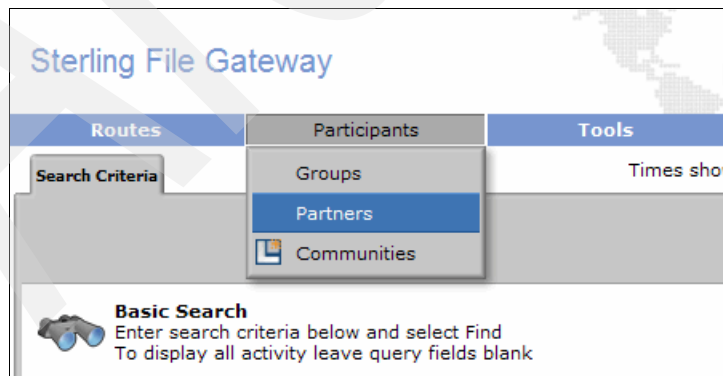 Sterling File Gateway
Routes Participants Tools
Search Criteria Groups Times sho
Partners
Communities
Basic Search
Enter search criteria below and select Find
To display all activity leave query fields blank